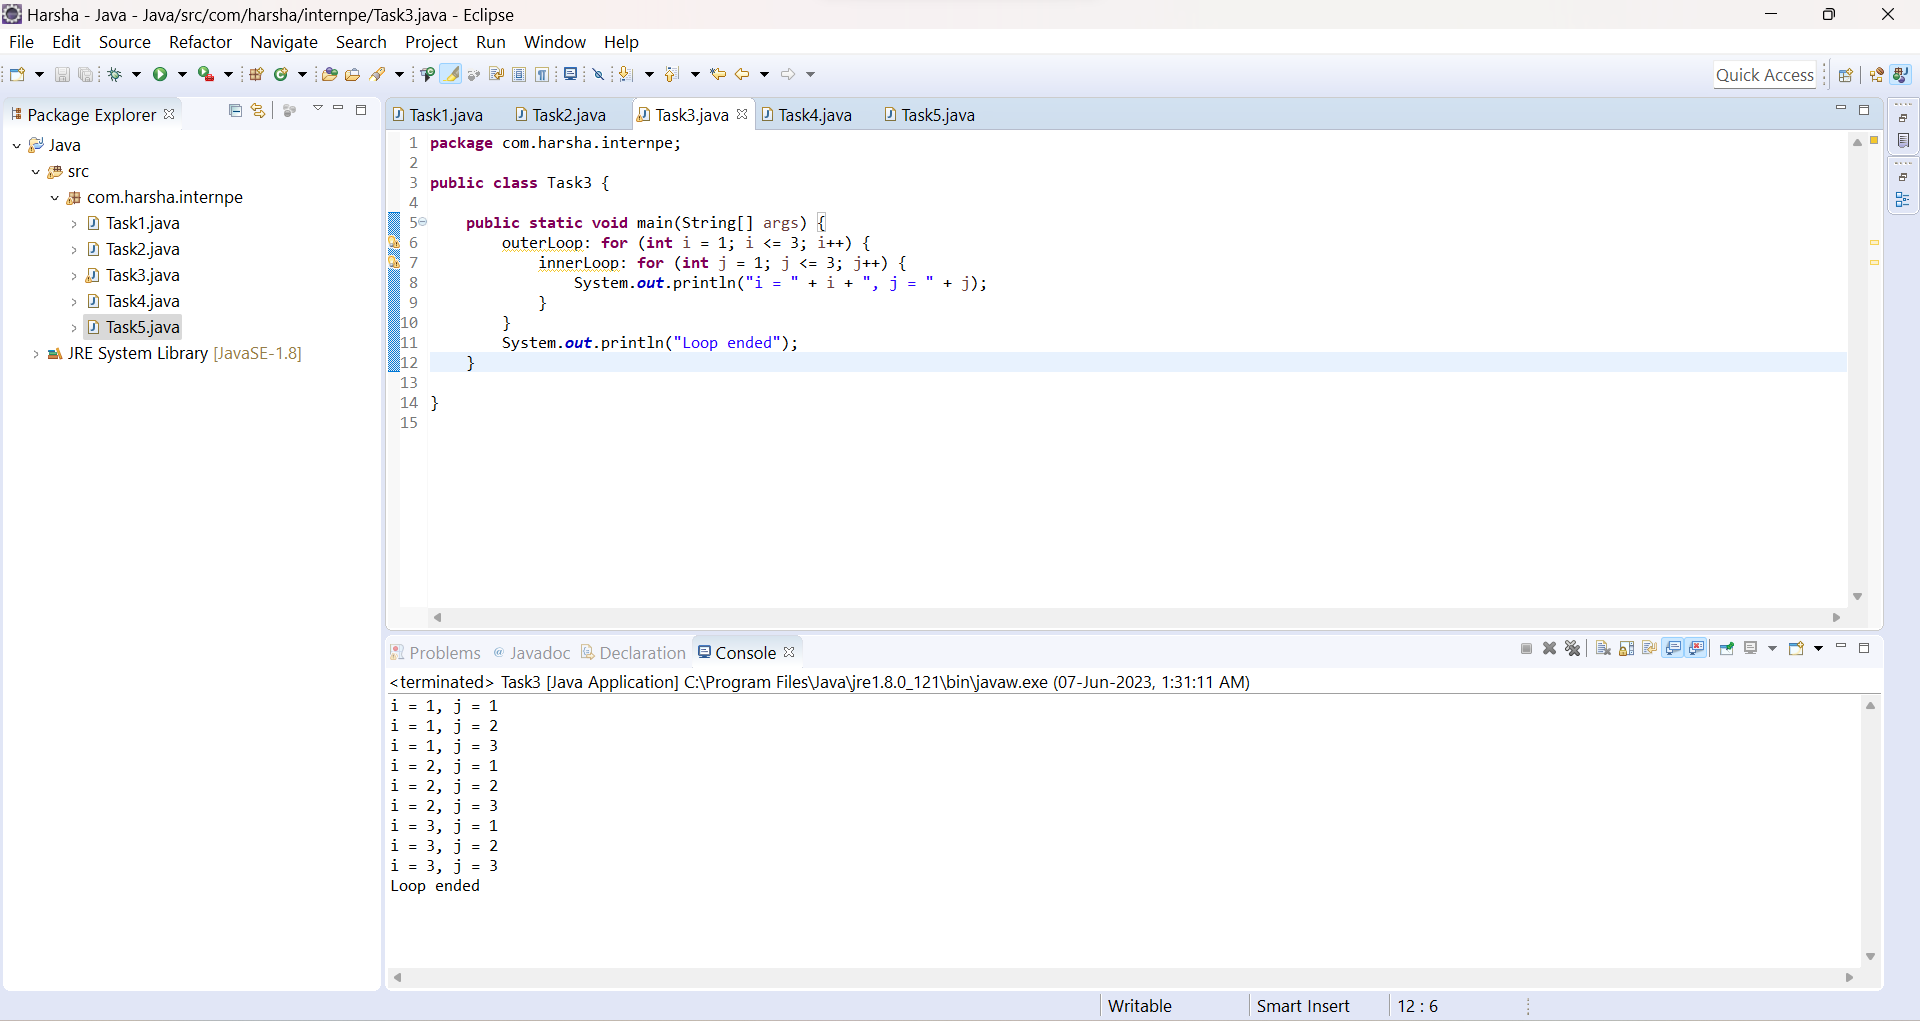 Harsha - Java - Java/src/com/harsha/internpe/Task3.java - Eclipse
File Edit Source Refactor Navigate Search Project Run Window Help
Quick Access
Package Explorer
Java
src
com.harsha.internpe
Task1.java
Task2.java
Task3.java
Task4.java
Task5.java
JRE System Library [JavaSE-1.8]
Task1.java Task2.java Task3.java Task4.java Task5.java
1 package com.harsha.internpe;
2
3 public class Task3 {
4
5     public static void main(String[] args) {
6         outerLoop: for (int i = 1; i <= 3; i++) {
7             innerLoop: for (int j = 1; j <= 3; j++) {
8                 System.out.println("i = " + i + ", j = " + j);
9             }
10         }
11         System.out.println("Loop ended");
12     }
13
14 }
15
Problems @ Javadoc Declaration Console
<terminated> Task3 [Java Application] C:\Program Files\Java\jre1.8.0_121\bin\javaw.exe (07-Jun-2023, 1:31:11 AM)
i = 1, j = 1
i = 1, j = 2
i = 1, j = 3
i = 2, j = 1
i = 2, j = 2
i = 2, j = 3
i = 3, j = 1
i = 3, j = 2
i = 3, j = 3
Loop ended
Writable Smart Insert 12 : 6